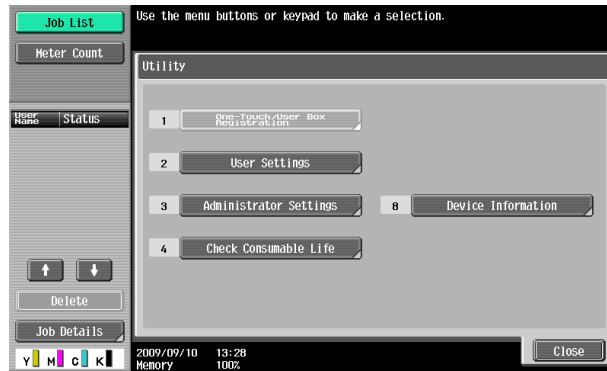 Job List
Meter Count
User Name Status
Delete
Job Details
Y M C K
Use the menu buttons or keypad to make a selection.
Utility
1 One-Touch/User Box Registration
2 User Settings
3 Administrator Settings
8 Device Information
4 Check Consumable Life
2009/09/10 13:28
Memory 100%
Close